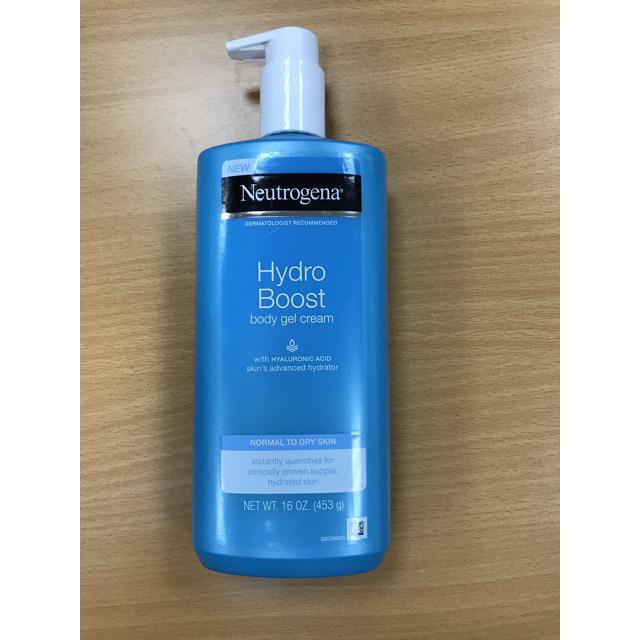 NEW
Neutrogena®
DERMATOLOGIST RECOMMENDED
Hydro
Boost
body gel cream
with HYALURONIC ACID
skin's advanced hydrator
NORMAL TO DRY SKIN
instantly quenches for
clinically proven supple,
hydrated skin
NET WT. 16 OZ. (453 g)